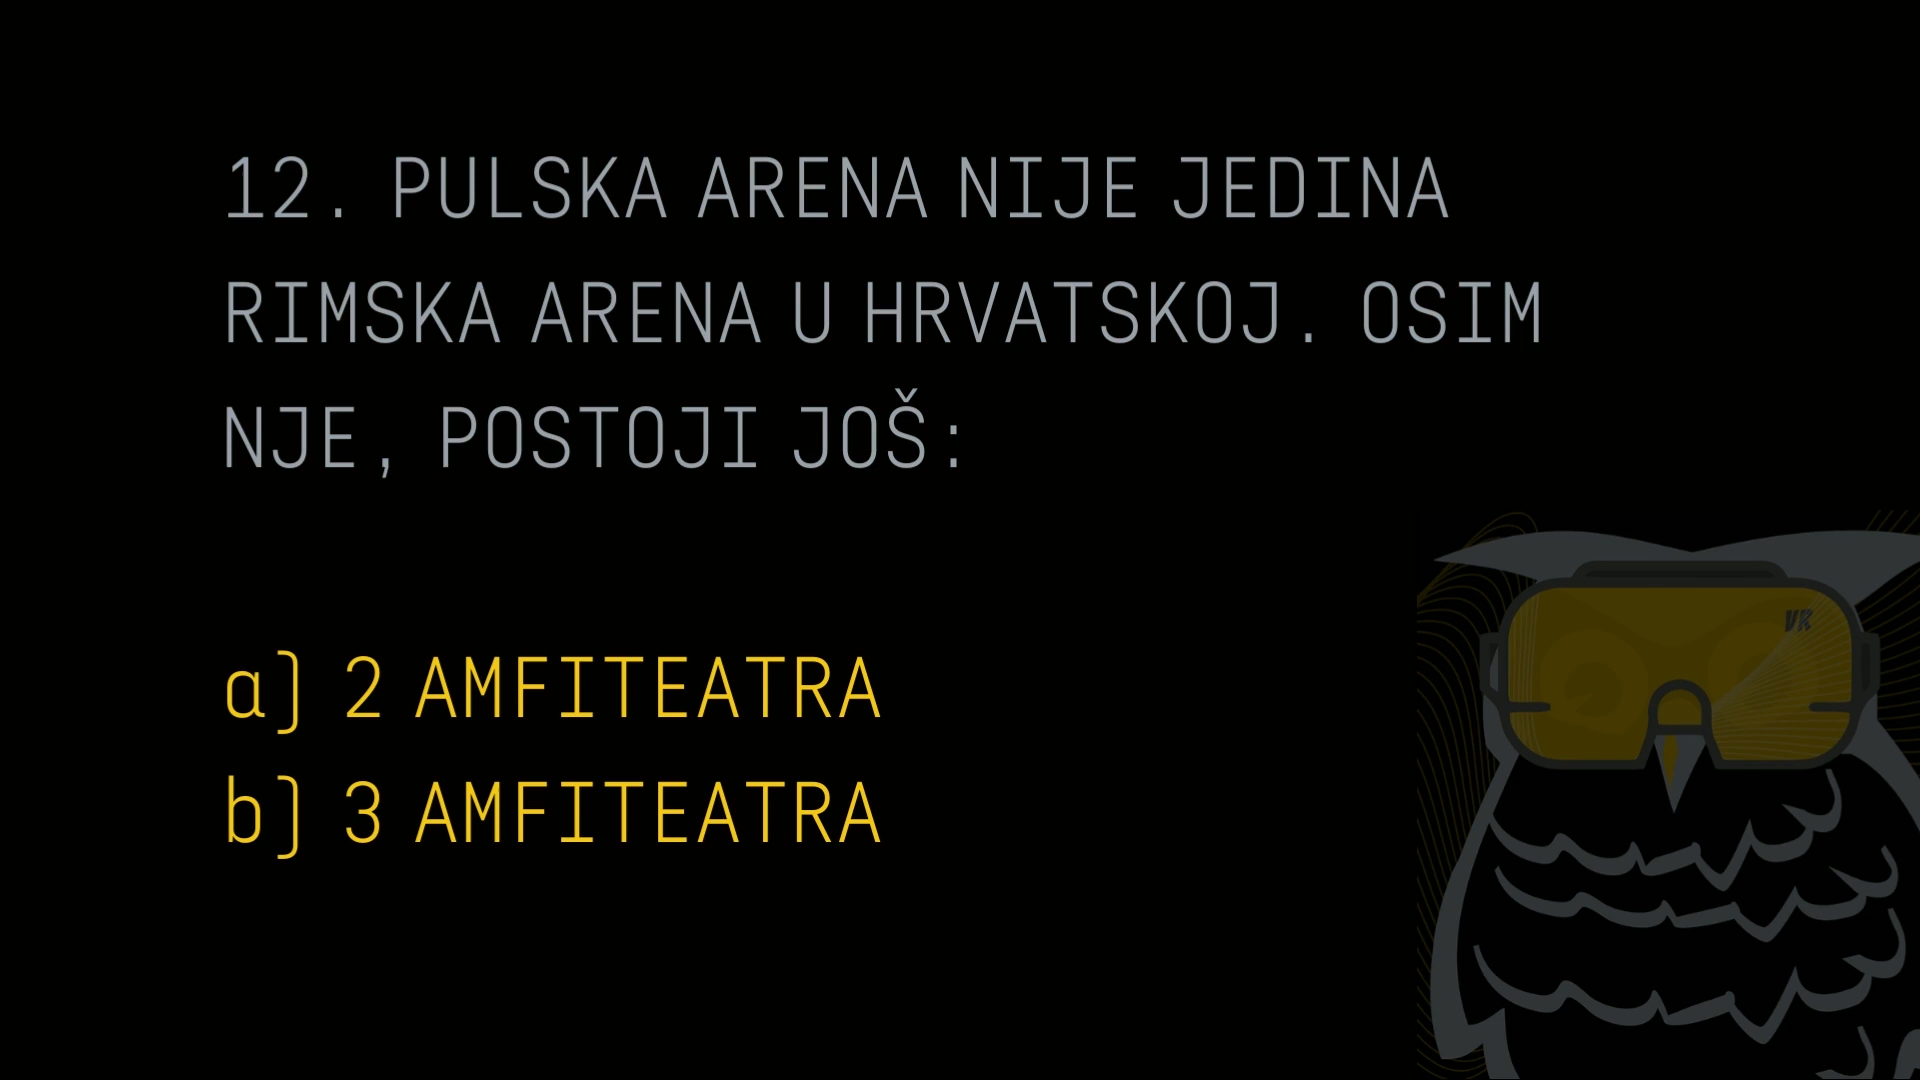 12. PULSKA ARENA NIJE JEDINA
RIMSKA ARENA U HRVATSKOJ. OSIM
NJE, POSTOJI JOŠ:
a) 2 AMFITEATRA
b) 3 AMFITEATRA
VR